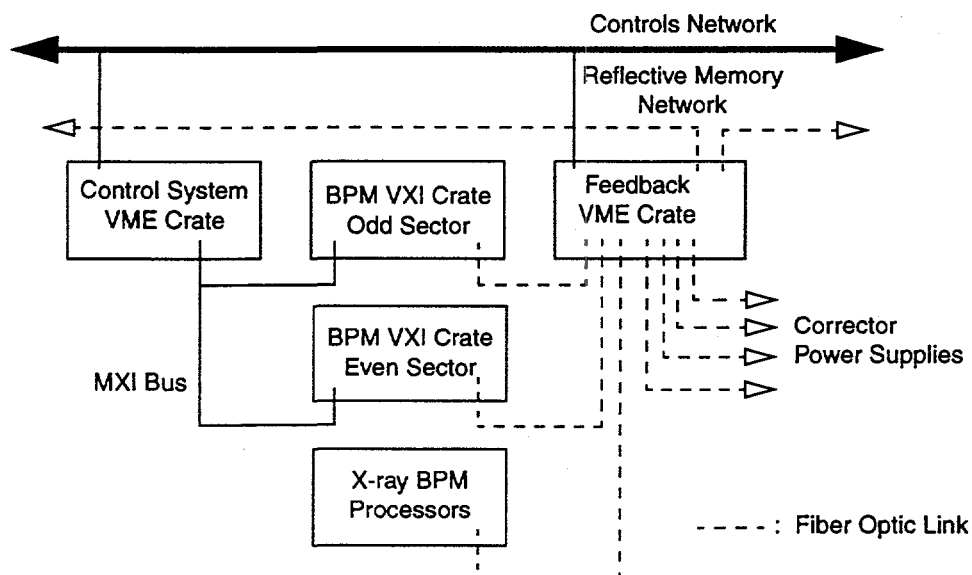 Controls Network
Reflective Memory
Network
Control System
VME Crate
BPM VXI Crate
Odd Sector
Feedback
VME Crate
BPM VXI Crate
Even Sector
Corrector
Power Supplies
MXI Bus
X-ray BPM
Processors
: Fiber Optic Link